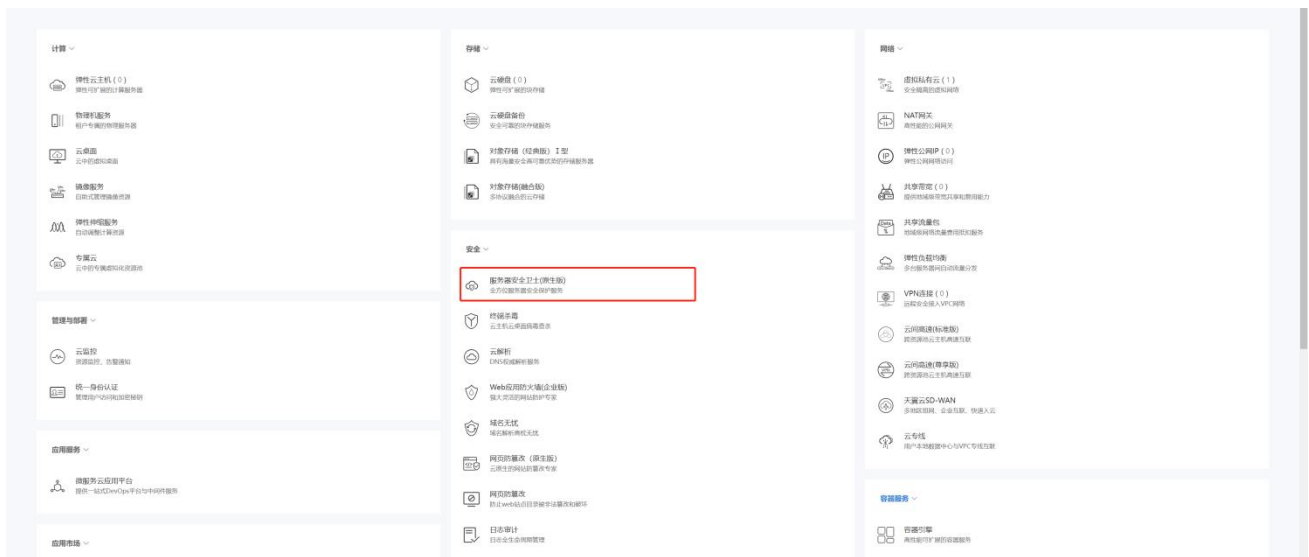 计算
弹性云主机 ( 0 )
弹性可扩展的计算服务器
物理机服务
租户专属的物理服务器
云桌面
云中的虚拟桌面
镜像服务
自助式管理镜像资源
弹性伸缩服务
自动调整计算资源
专属云
云中的专属虚拟化资源池
管理与部署
云监控
资源监控、告警通知
统一身份认证
管理用户访问和加密秘钥
应用服务
微服务云应用平台
提供一站式DevOps平台与中间件服务
应用市场
存储
云硬盘 ( 0 )
弹性可扩展的块存储
云硬盘备份
安全可靠的块存储服务
对象存储（经典版）I 型
具有海量安全高可靠优势的存储服务器
对象存储(融合版)
多协议融合的云存储
安全
服务器安全卫士(原生版)
全方位服务器安全保护服务
终端杀毒
云主机云桌面病毒查杀
云解析
DNS权威解析服务
Web应用防火墙(企业版)
强大灵活的网站防护专家
域名无忧
域名解析高枕无忧
网页防篡改（原生版）
云原生的网站防篡改专家
网页防篡改
防止web站点目录被非法篡改和破坏
日志审计
日志全生命周期管理
网络
虚拟私有云 ( 1 )
安全隔离的虚拟网络
NAT网关
高性能的公网网关
弹性公网IP ( 0 )
弹性公网网络访问
共享带宽 ( 0 )
提供地域级带宽共享和复用能力
共享流量包
地域级网络流量费用抵扣服务
弹性负载均衡
多台服务器间自动流量分发
VPN连接 ( 0 )
远程安全接入VPC网络
云间高速(标准版)
跨资源池云主机高速互联
云间高速(尊享版)
跨资源池云主机高速互联
天翼云SD-WAN
多地区组网、企业互联、快速入云
云专线
用户本地数据中心与VPC专线互联
容器服务
容器引擎
高性能可扩展的容器服务